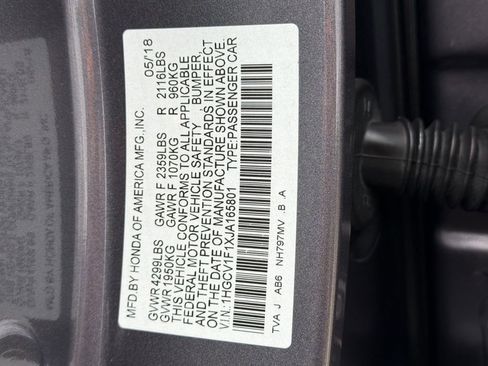 MFD.BY HONDA OF AMERICA MFG.,INC. 05/18
GVWR 4299LBS GAWR F 2359LBS R 2116LBS
GVWR 1950KG GAWR F 1070KG R 960KG
THIS VEHICLE CONFORMS TO ALL APPLICABLE
FEDERAL MOTOR VEHICLE SAFETY , BUMPER,
AND THEFT PREVENTION STANDARDS IN EFFECT
ON THE DATE OF MANUFACTURE SHOWN ABOVE.
V.I.N.:1HGCV1F1XJA165801 TYPE:PASSENGER CAR
TVA J AB6 NH797MV .B .A